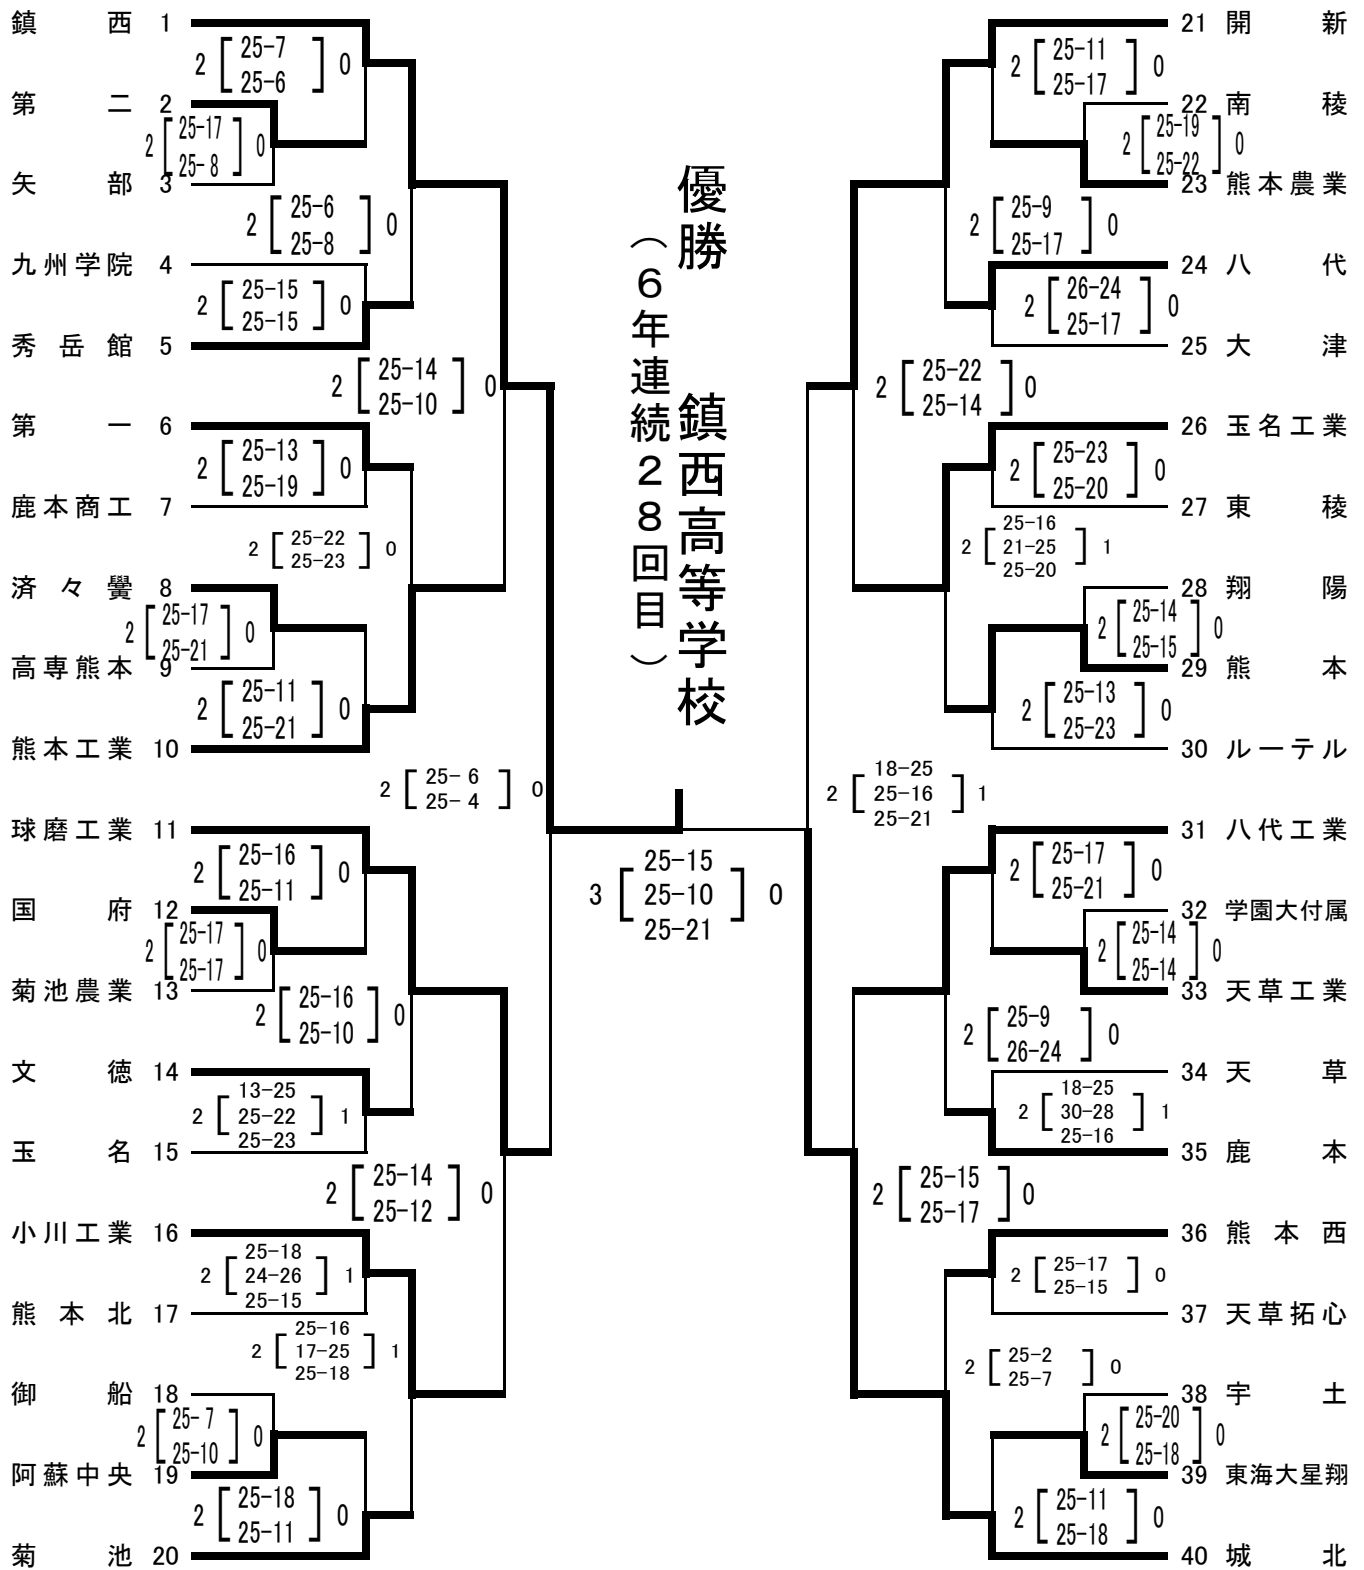 鎮西 1
2 25-7 0
25-6
第二 2
2 25-17 0
25- 8
矢部 3
2 25-6 0
25-8
九州学院 4
2 25-15 0
25-15
秀岳館 5
2 25-14 0
25-10
第一 6
2 25-13 0
25-19
鹿本商工 7
2 25-22 0
25-23
済々黌 8
2 25-17 0
25-21
高専熊本 9
2 25-11 0
25-21
熊本工業 10
2 25- 6 0
25- 4
球磨工業 11
2 25-16 0
25-11
国府 12
2 25-17 0
25-17
菊池農業 13
2 25-16 0
25-10
文徳 14
13-25
2 25-22 1
25-23
玉名 15
2 25-14 0
25-12
小川工業 16
25-18
2 24-26 1
25-15
熊本北 17
25-16
2 17-25 1
25-18
御船 18
2 25- 7 0
25-10
阿蘇中央 19
2 25-18 0
25-11
菊池 20
優勝 鎮西高等学校
（６年連続２８回目）
25-15
3 25-10 0
25-21
21 開新
2 25-11 0
25-17
22 南稜
2 25-19 0
25-22
23 熊本農業
2 25-9 0
25-17
24 八代
2 26-24 0
25-17
25 大津
2 25-22 0
25-14
26 玉名工業
2 25-23 0
25-20
27 東稜
25-16
2 21-25 1
25-20
28 翔陽
2 25-14 0
25-15
29 熊本
2 25-13 0
25-23
30 ルーテル
18-25
2 25-16 1
25-21
31 八代工業
2 25-17 0
25-21
32 学園大付属
2 25-14 0
25-14
33 天草工業
2 25-9 0
26-24
34 天草
18-25
2 30-28 1
25-16
35 鹿本
2 25-15 0
25-17
36 熊本西
2 25-17 0
25-15
37 天草拓心
2 25-2 0
25-7
38 宇土
2 25-20 0
25-18
39 東海大星翔
2 25-11 0
25-18
40 城北